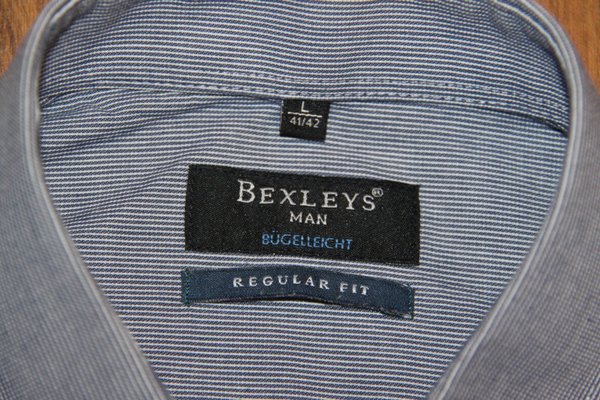 L
41/42
BEXLEYS®
MAN
BÜGELLEICHT
REGULAR FIT